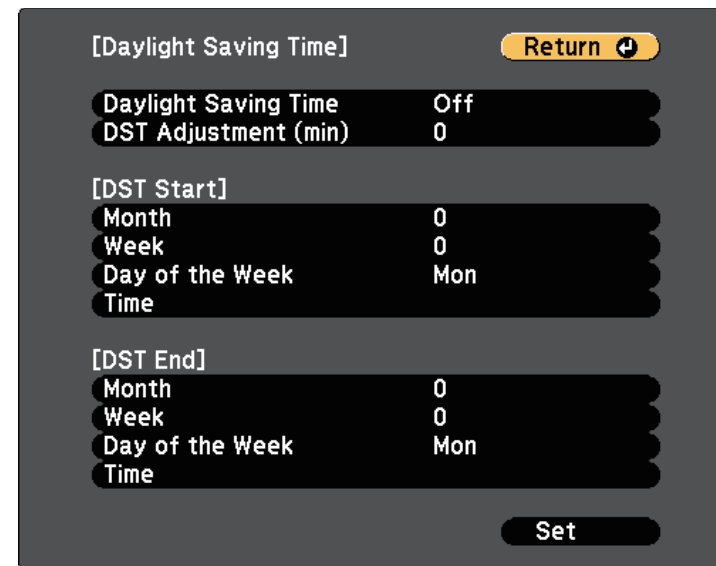 [Daylight Saving Time] Return
Daylight Saving Time Off
DST Adjustment (min) 0
[DST Start]
Month 0
Week 0
Day of the Week Mon
Time
[DST End]
Month 0
Week 0
Day of the Week Mon
Time
Set